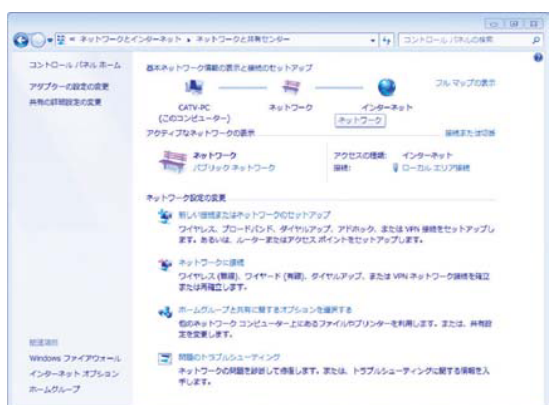 ネットワークとインターネット ▸ ネットワークと共有センター
コントロール パネルの検索
コントロール パネル ホーム
アダプターの設定の変更
共有の詳細設定の変更
基本ネットワーク情報の表示と接続のセットアップ
フル マップの表示
CATV-PC
(このコンピューター)
ネットワーク
インターネット
ネットワーク
アクティブなネットワークの表示
接続または切断
ネットワーク
パブリック ネットワーク
アクセスの種類: インターネット
接続: ローカル エリア接続
ネットワーク設定の変更
新しい接続またはネットワークのセットアップ
ワイヤレス、ブロードバンド、ダイヤルアップ、アドホック、または VPN 接続をセットアップし
ます。あるいは、ルーターまたはアクセス ポイントをセットアップします。
ネットワークに接続
ワイヤレス (無線)、ワイヤード (有線)、ダイヤルアップ、または VPN ネットワーク接続を確立
または再確立します。
ホームグループと共有に関するオプションを選択する
他のネットワーク コンピューター上にあるファイルやプリンターを利用します。または、共有設
定を変更します。
問題のトラブルシューティング
ネットワークの問題を診断して修復します。または、トラブルシューティングに関する情報を入
手します。
関連項目
Windows ファイアウォール
インターネット オプション
ホームグループ